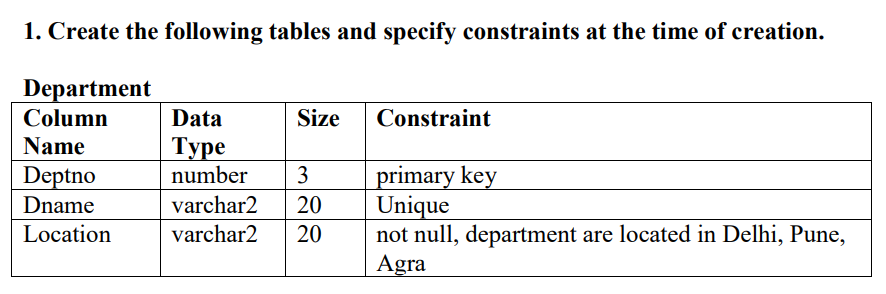 1. Create the following tables and specify constraints at the time of creation.
Department
Column Name Data Type Size Constraint
Deptno number 3 primary key
Dname varchar2 20 Unique
Location varchar2 20 not null, department are located in Delhi, Pune,
Agra